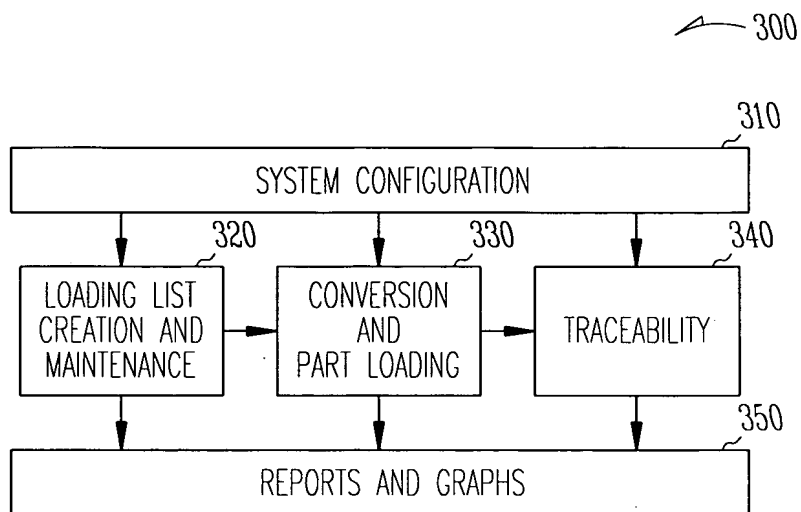 300
310
SYSTEM CONFIGURATION
320
330
340
LOADING LIST
CREATION AND
MAINTENANCE
CONVERSION
AND
PART LOADING
TRACEABILITY
350
REPORTS AND GRAPHS